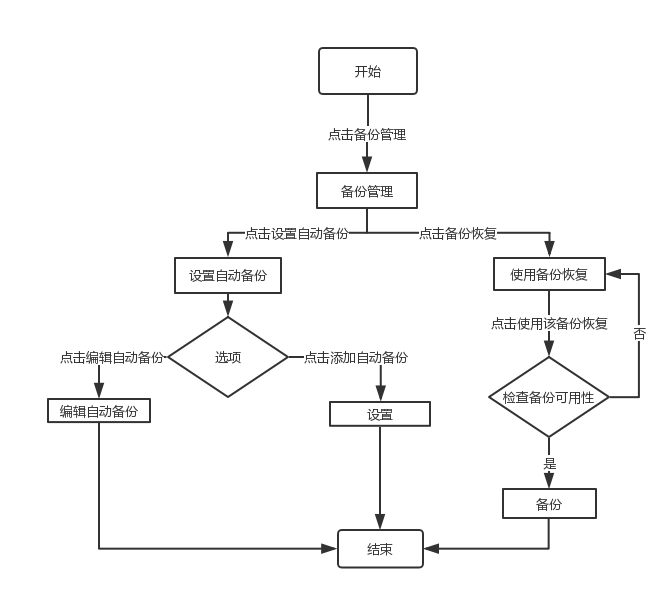 开始
点击备份管理
备份管理
点击设置自动备份
点击备份恢复
设置自动备份
使用备份恢复
点击使用该备份恢复
否
点击编辑自动备份
选项
点击添加自动备份
检查备份可用性
编辑自动备份
设置
是
备份
结束